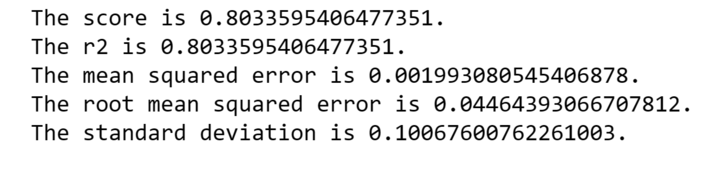 The score is 0.8033595406477351.
The r2 is 0.8033595406477351.
The mean squared error is 0.001993080545406878.
The root mean squared error is 0.04464393066707812.
The standard deviation is 0.10067600762261003.